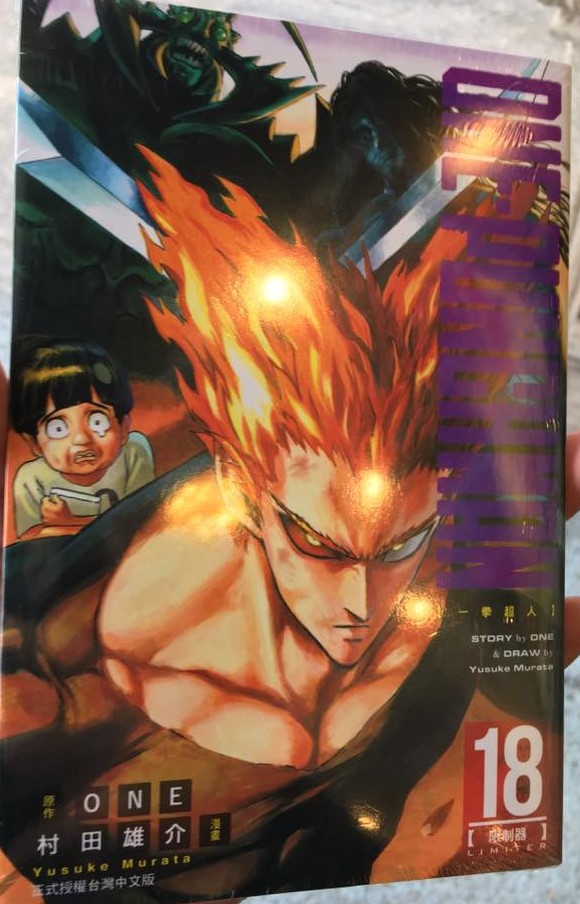 ONE-PUNCH MAN
一拳超人】
STORY by ONE
& DRAW by
Yusuke Murata
18
【限制器】
LIMITER
原作
ONE
村田雄介
漫畫
Yusuke Murata
正式授權台灣中文版